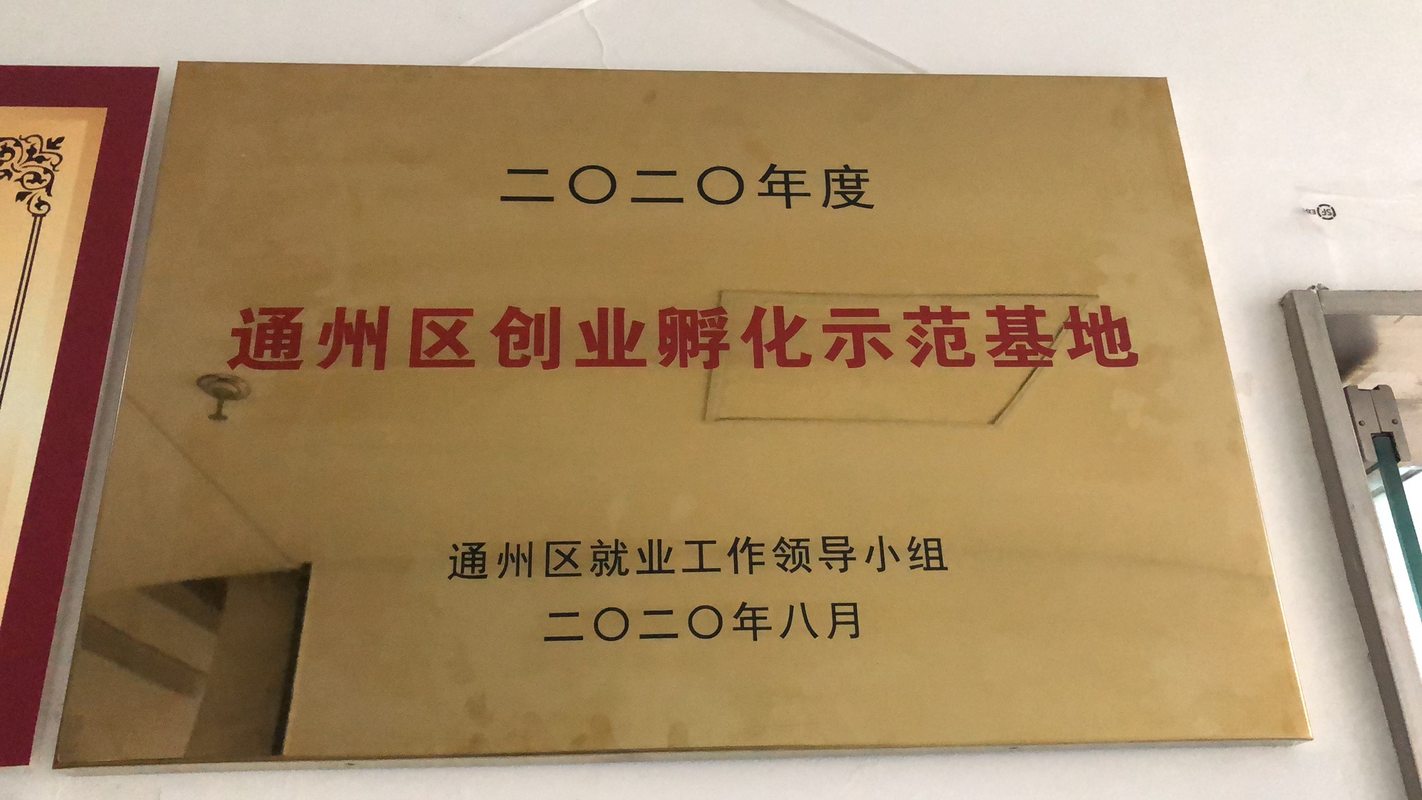 二〇二〇年度
通州区创业孵化示范基地
通州区就业工作领导小组
二〇二〇年八月